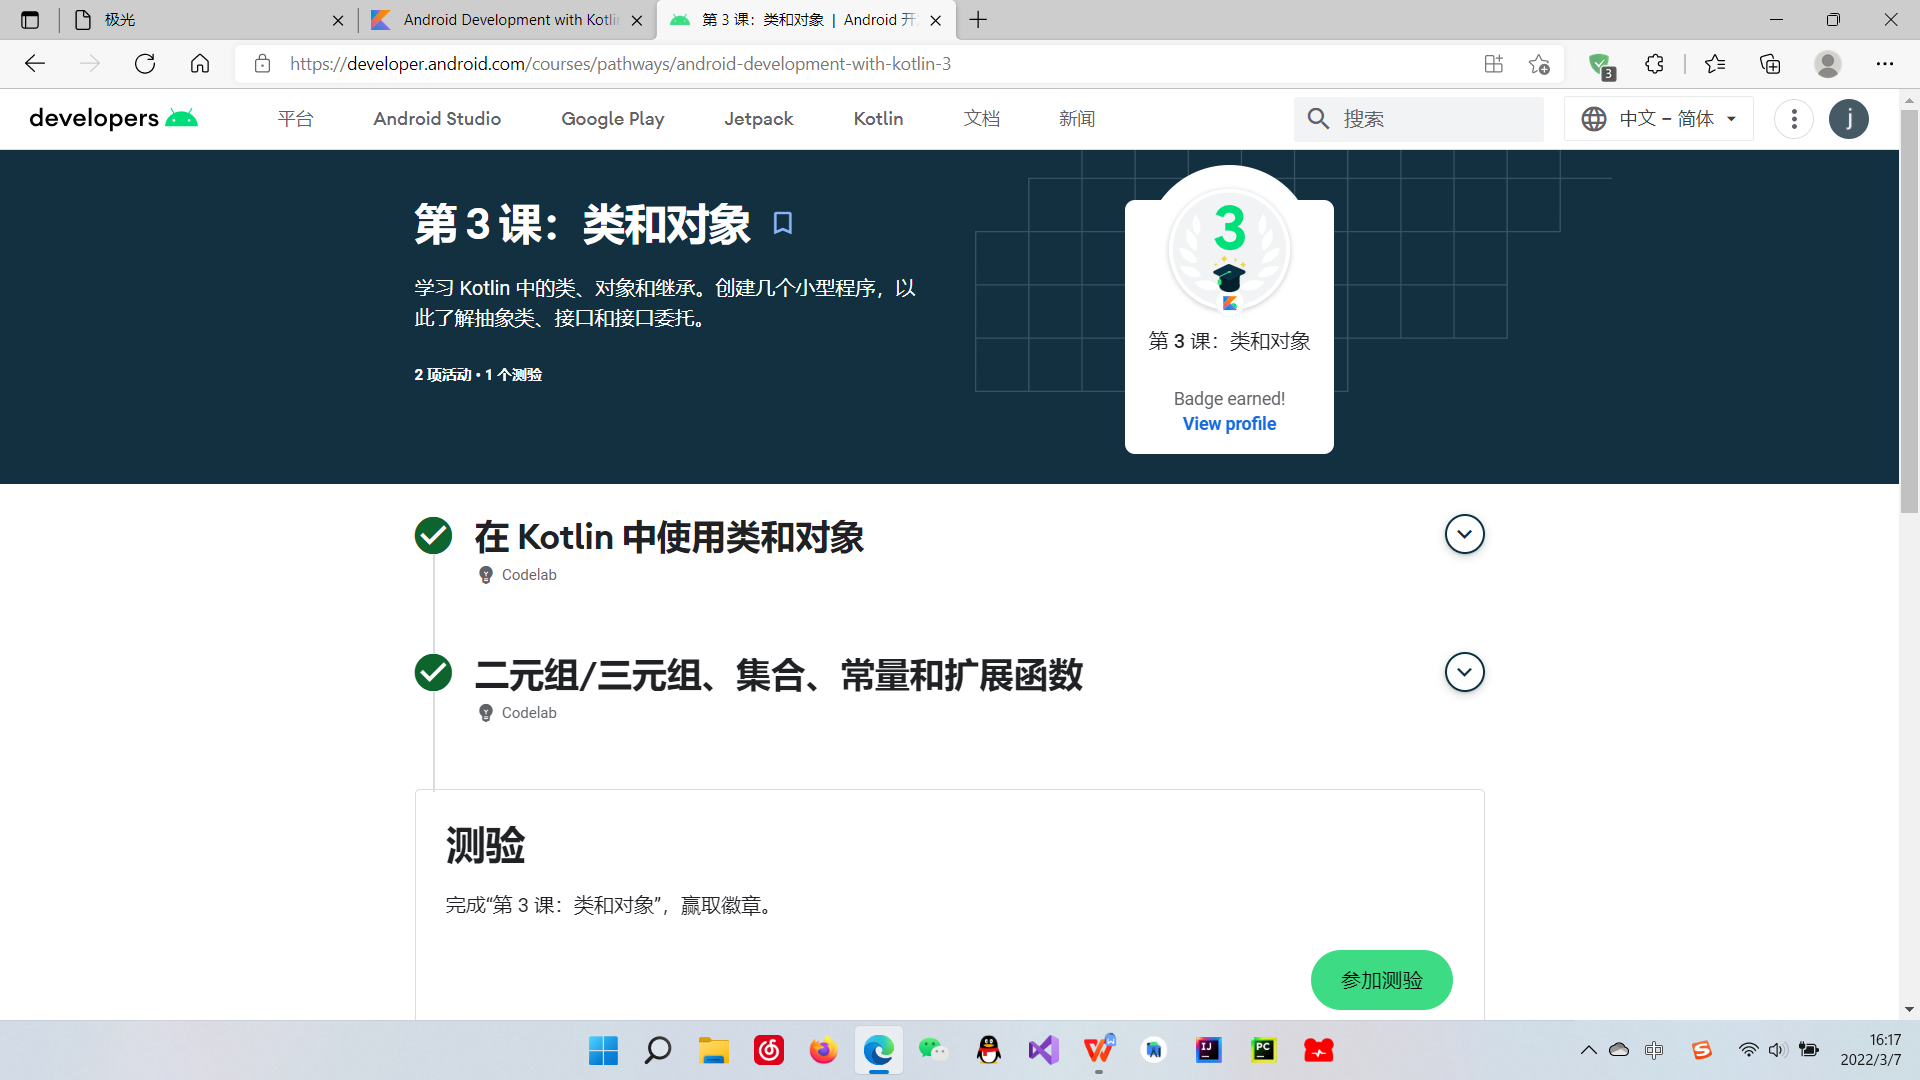 极光
Android Development with Kotli
第 3 课：类和对象 | Android 开
https://developer.android.com/courses/pathways/android-development-with-kotlin-3
3
developers
平台
Android Studio
Google Play
Jetpack
Kotlin
文档
新闻
搜索
中文 – 简体
j
第 3 课：类和对象
学习 Kotlin 中的类、对象和继承。创建几个小型程序，以
此了解抽象类、接口和接口委托。
2 项活动 • 1 个测验
3
第 3 课：类和对象
Badge earned!
View profile
在 Kotlin 中使用类和对象
Codelab
二元组/三元组、集合、常量和扩展函数
Codelab
测验
完成“第 3 课：类和对象”，赢取徽章。
参加测验
IJ
PC
中
16:17
2022/3/7